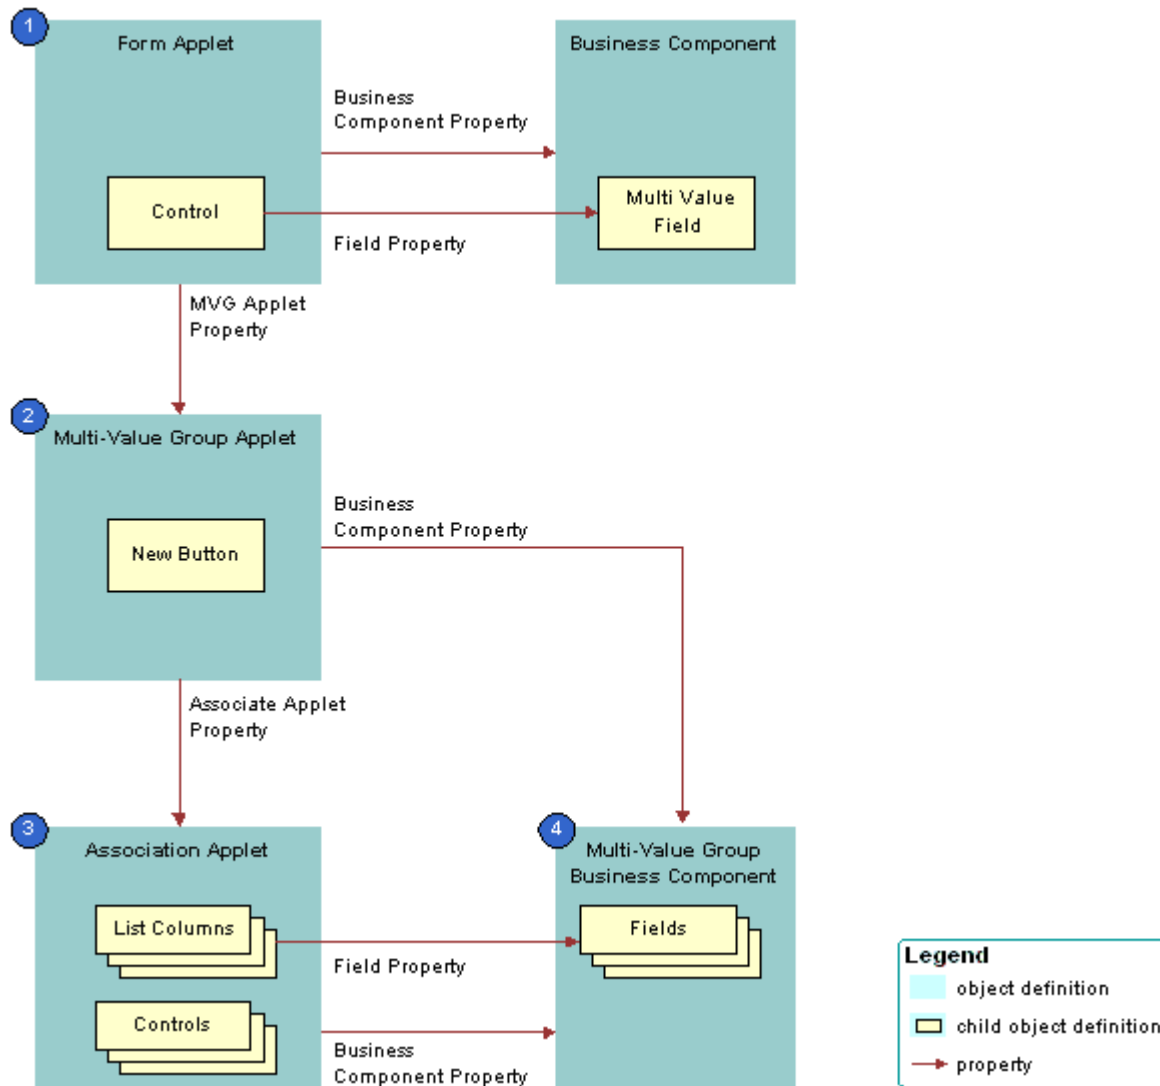 1
Form Applet
Business Component
Business
Component Property
Control
Multi Value
Field
Field Property
MVG Applet
Property
2
Multi-Value Group Applet
Business
Component Property
New Button
Associate Applet
Property
3
Association Applet
4
Multi-Value Group
Business Component
List Columns
Fields
Field Property
Controls
Business
Component Property
Legend
object definition
child object definition
property